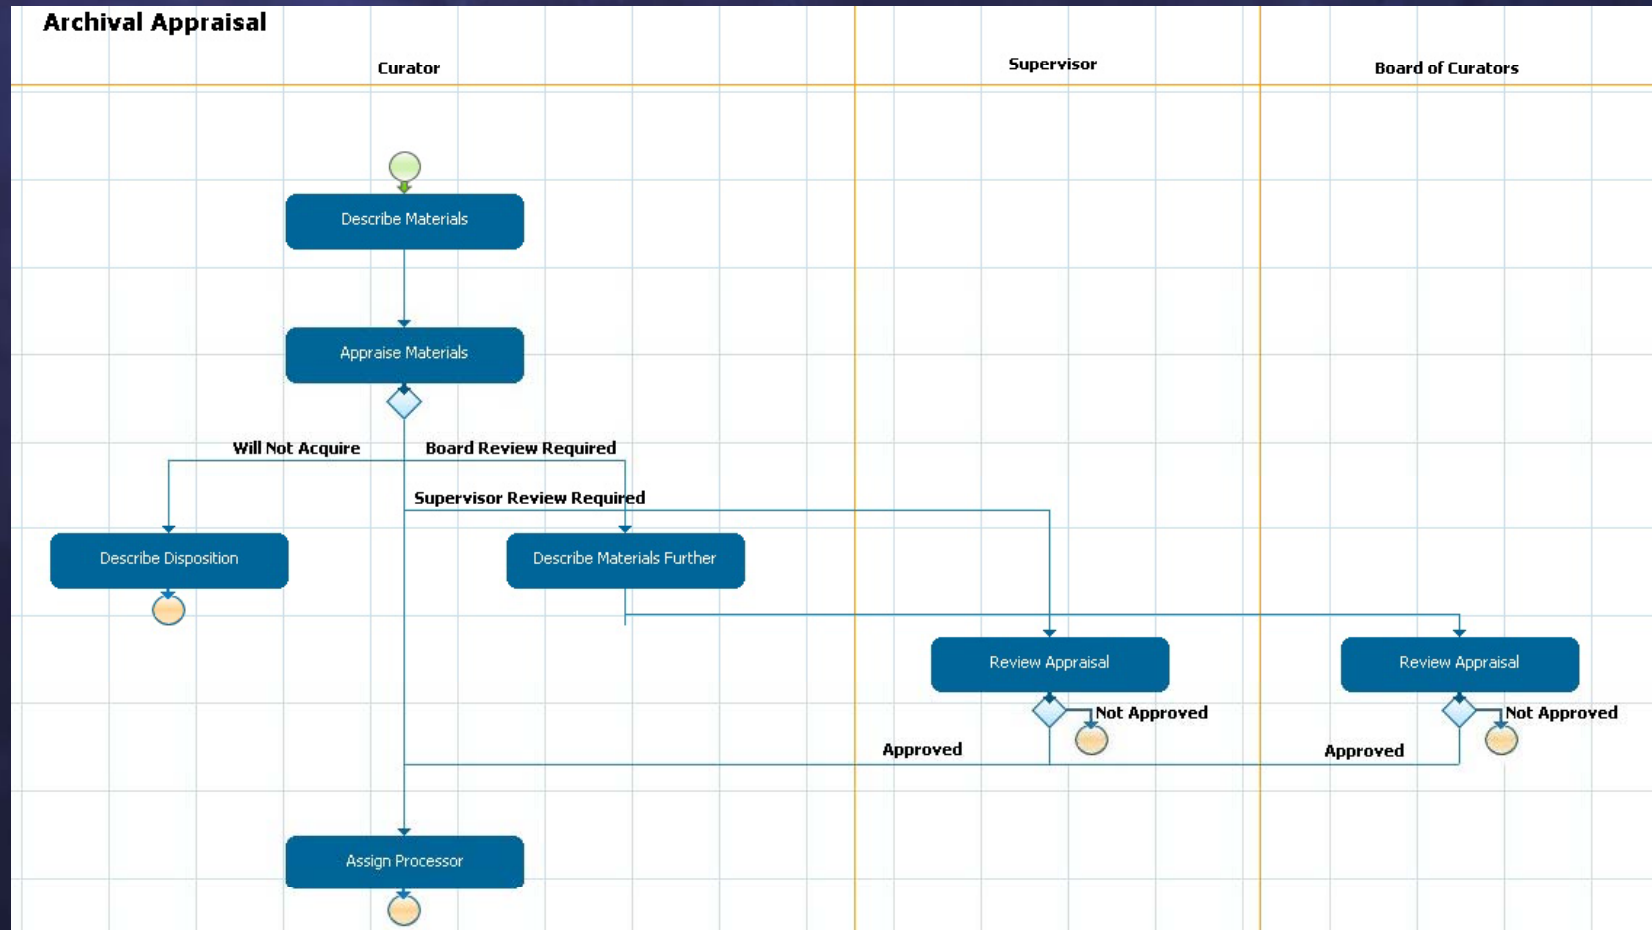 Archival Appraisal
Curator
Supervisor
Board of Curators
Describe Materials
Appraise Materials
Will Not Acquire
Board Review Required
Supervisor Review Required
Describe Disposition
Describe Materials Further
Review Appraisal
Review Appraisal
Not Approved
Not Approved
Approved
Approved
Assign Processor